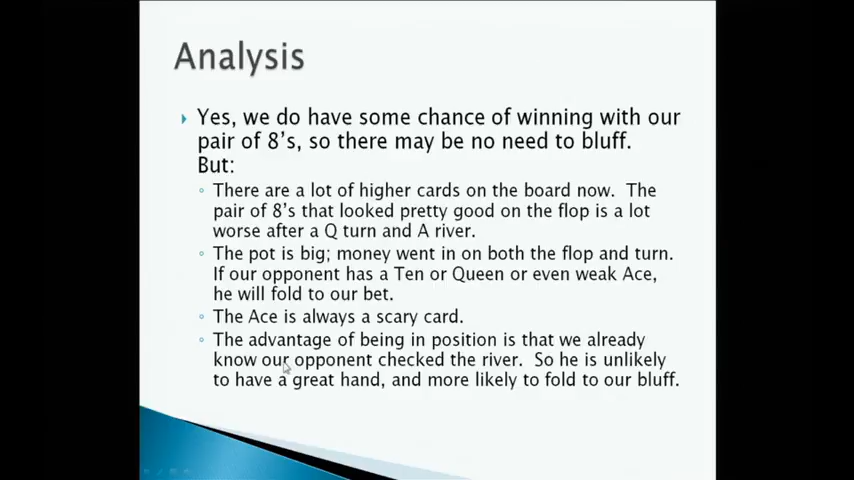 Analysis
Yes, we do have some chance of winning with our
pair of 8's, so there may be no need to bluff.
But:
There are a lot of higher cards on the board now. The
pair of 8's that looked pretty good on the flop is a lot
worse after a Q turn and A river.
The pot is big; money went in on both the flop and turn.
If our opponent has a Ten or Queen or even weak Ace,
he will fold to our bet.
The Ace is always a scary card.
The advantage of being in position is that we already
know our opponent checked the river. So he is unlikely
to have a great hand, and more likely to fold to our bluff.